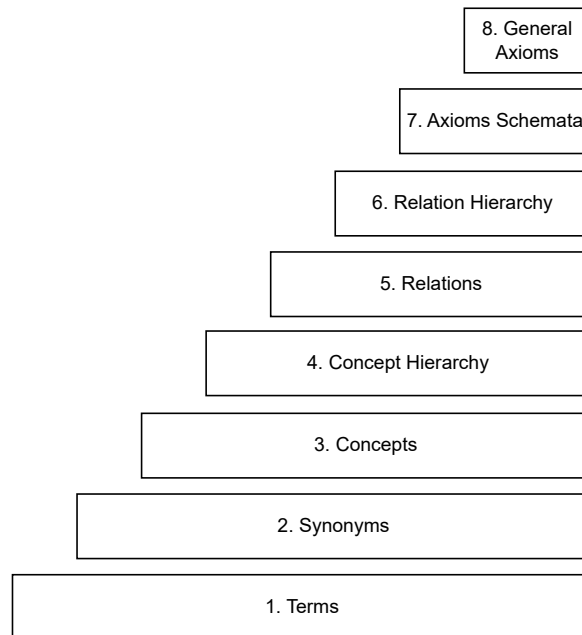 8. General
Axioms
7. Axioms Schemata
6. Relation Hierarchy
5. Relations
4. Concept Hierarchy
3. Concepts
2. Synonyms
1. Terms